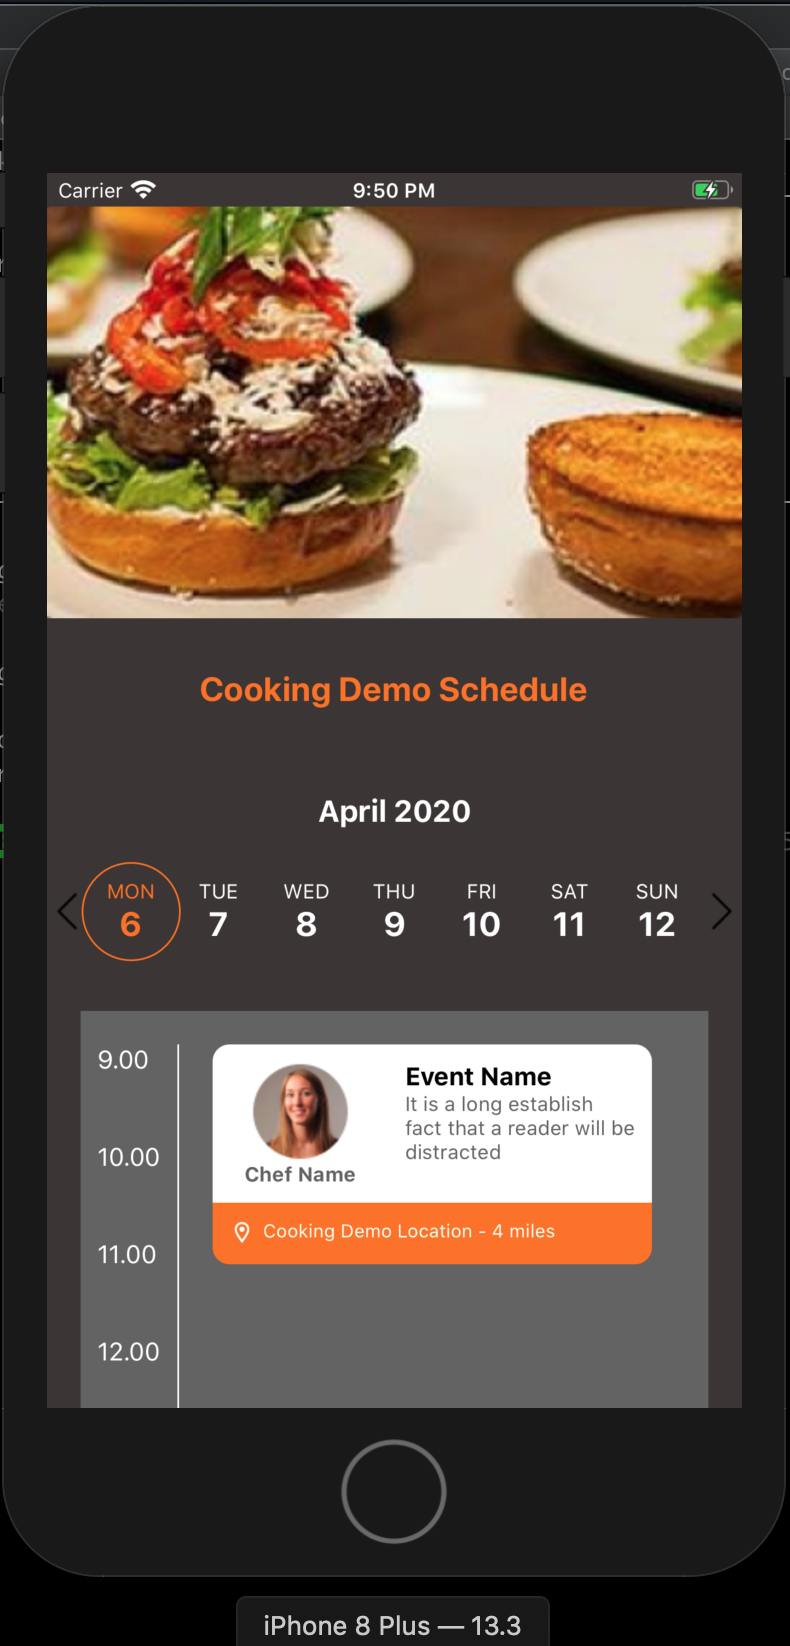 Carrier 9:50 PM
Cooking Demo Schedule
April 2020
MON TUE WED THU FRI SAT SUN
6 7 8 9 10 11 12
9.00
Event Name
It is a long establish
fact that a reader will be
distracted
10.00
Chef Name
Cooking Demo Location - 4 miles
11.00
12.00
iPhone 8 Plus — 13.3